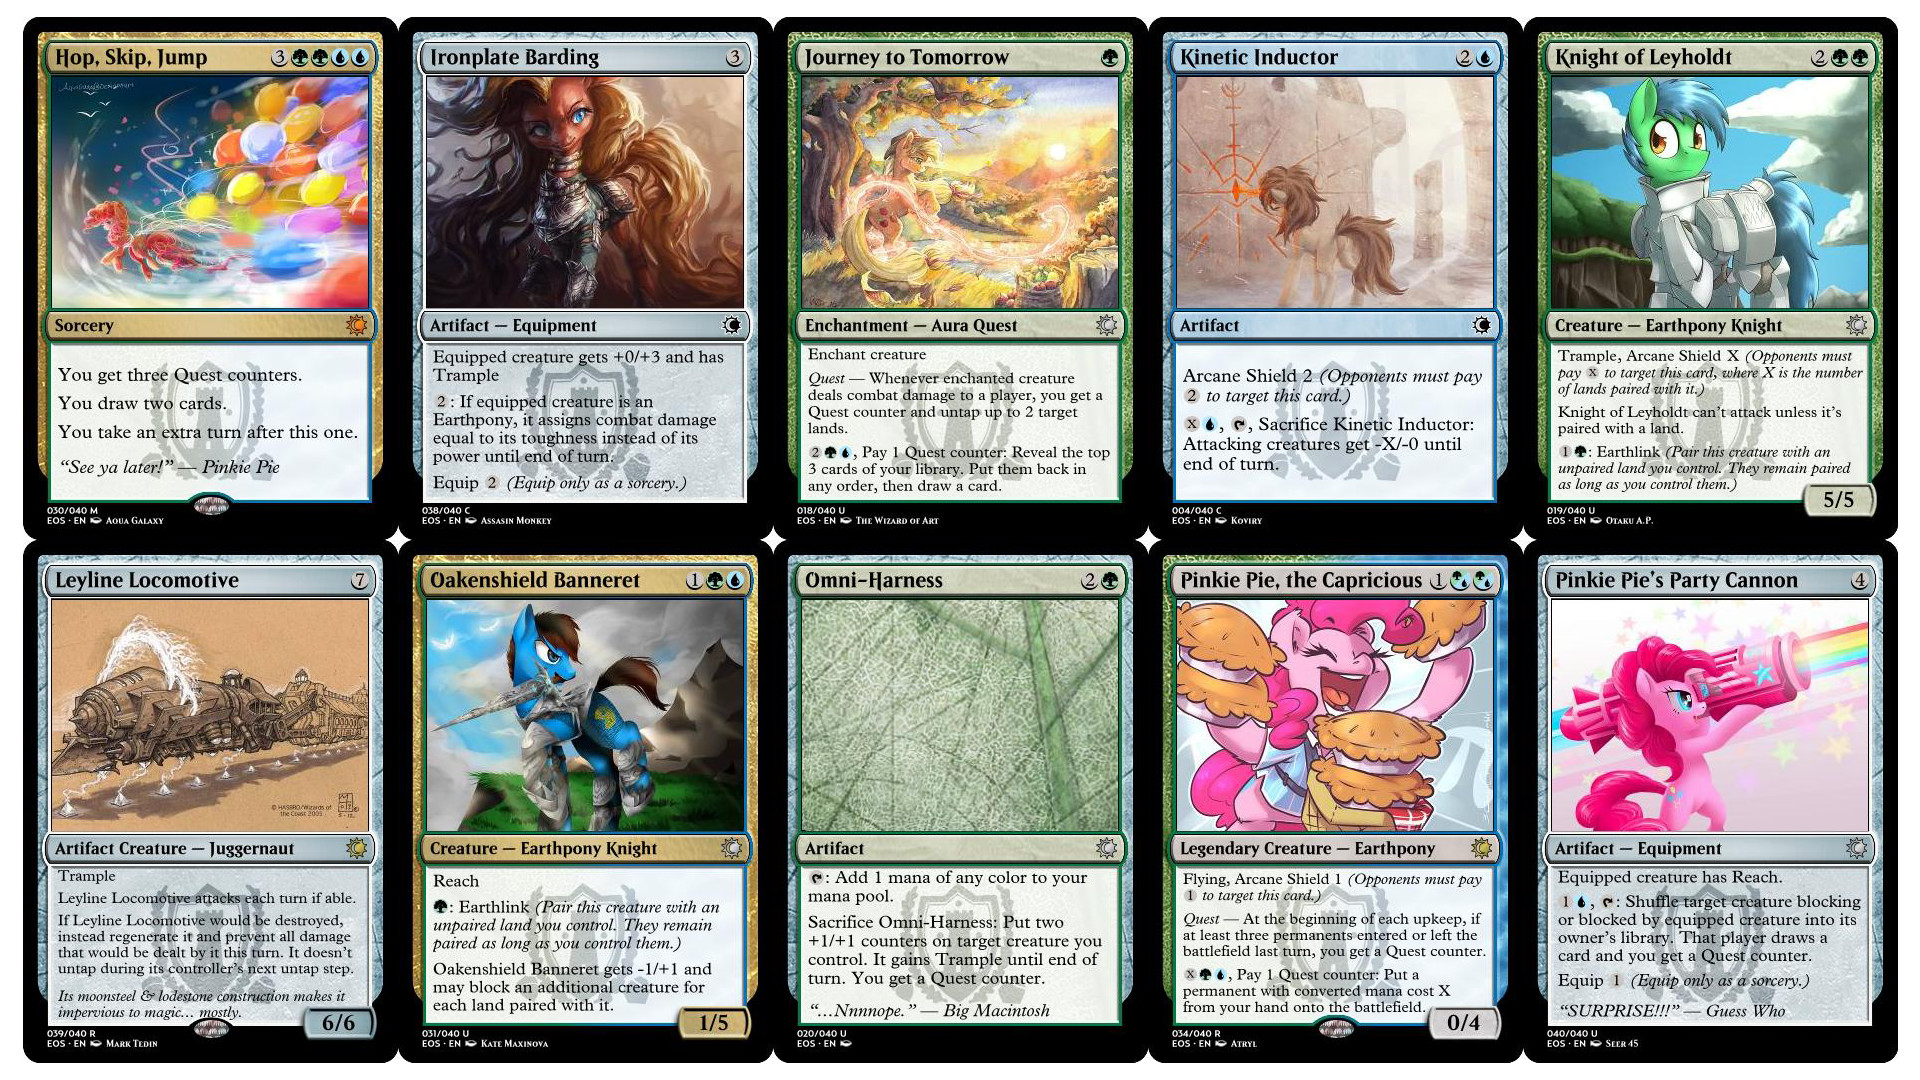 Hop, Skip, Jump
3
Sorcery
You get three Quest counters.
You draw two cards.
You take an extra turn after this one.
“See ya later!” — Pinkie Pie
030/040 M
EOS • EN AQUA GALAXY
Ironplate Barding
3
Artifact — Equipment
Equipped creature gets +0/+3 and has
Trample
2 : If equipped creature is an
Earthpony, it assigns combat damage
equal to its toughness instead of its
power until end of turn.
Equip 2 (Equip only as a sorcery.)
038/040 C
EOS • EN ASSASIN MONKEY
Journey to Tomorrow
Enchantment — Aura Quest
Enchant creature
Quest — Whenever enchanted creature
deals combat damage to a player, you get a
Quest counter and untap up to 2 target
lands.
2 , Pay 1 Quest counter: Reveal the top
3 cards of your library. Put them back in
any order, then draw a card.
018/040 U
EOS • EN THE WIZARD OF ART
Kinetic Inductor
2
Artifact
Arcane Shield 2 (Opponents must pay
2 to target this card.)
X , , Sacrifice Kinetic Inductor:
Attacking creatures get -X/-0 until
end of turn.
004/040 C
EOS • EN KOVIRY
Knight of Leyholdt
2
Creature — Earthpony Knight
Trample, Arcane Shield X (Opponents must
pay X to target this card, where X is the number
of lands paired with it.)
Knight of Leyholdt can’t attack unless it’s
paired with a land.
1 : Earthlink (Pair this creature with an
unpaired land you control. They remain paired
as long as you control them.)
5/5
019/040 U
EOS • EN OTAKU A.P.
Leyline Locomotive
7
© HASBRO/Wizards of
the Coast 2005
Artifact Creature — Juggernaut
Trample
Leyline Locomotive attacks each turn if able.
If Leyline Locomotive would be destroyed,
instead regenerate it and prevent all damage
that would be dealt by it this turn. It doesn’t
untap during its controller’s next untap step.
Its moonsteel & lodestone construction makes it
impervious to magic... mostly.
6/6
039/040 R
EOS • EN MARK TEDIN
Oakenshield Banneret
1
Creature — Earthpony Knight
Reach
: Earthlink (Pair this creature with an
unpaired land you control. They remain
paired as long as you control them.)
Oakenshield Banneret gets -1/+1 and
may block an additional creature for
each land paired with it.
1/5
031/040 U
EOS • EN KATE MAXINOVA
Omni-Harness
2
Artifact
: Add 1 mana of any color to your
mana pool.
Sacrifice Omni-Harness: Put two
+1/+1 counters on target creature you
control. It gains Trample until end of
turn. You get a Quest counter.
“...Nnnnope.” — Big Macintosh
020/040 U
EOS • EN
Pinkie Pie, the Capricious
1
Legendary Creature — Earthpony
Flying, Arcane Shield 1 (Opponents must pay
1 to target this card.)
Quest — At the beginning of each upkeep, if
at least three permanents entered or left the
battlefield last turn, you get a Quest counter.
X , Pay 1 Quest counter: Put a
permanent with converted mana cost X
from your hand onto the battlefield.
0/4
034/040 R
EOS • EN ATRYL
Pinkie Pie's Party Cannon
4
Artifact — Equipment
Equipped creature has Reach.
1 , : Shuffle target creature blocking
or blocked by equipped creature into its
owner’s library. That player draws a
card and you get a Quest counter.
Equip 1 (Equip only as a sorcery.)
“SURPRISE!!!” — Guess Who
040/040 U
EOS • EN SEER 45